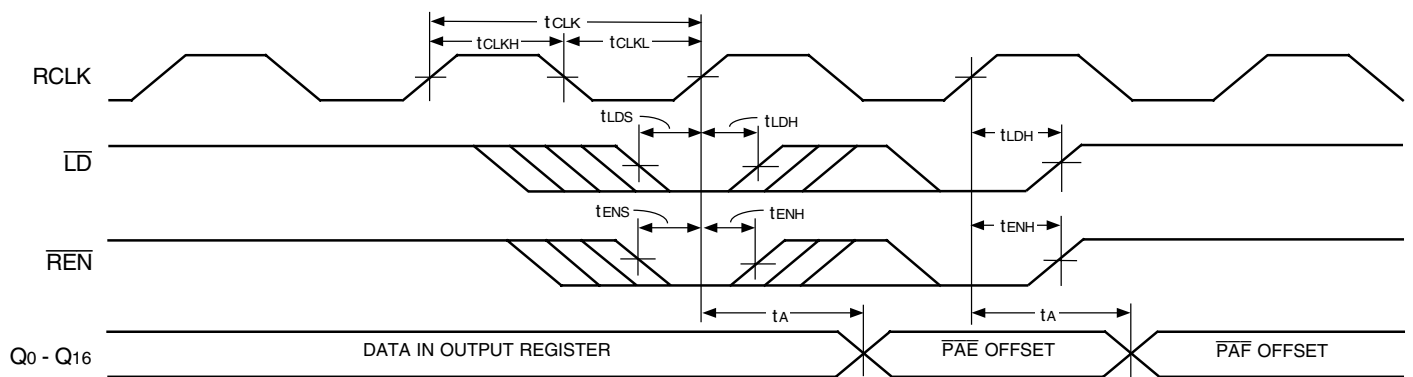 tCLK
tCLKH
tCLKL
RCLK
tLDS
tLDH
tLDH
LD
tENS
tENH
tENH
REN
tA
tA
Q0 - Q16
DATA IN OUTPUT REGISTER
PAE OFFSET
PAF OFFSET